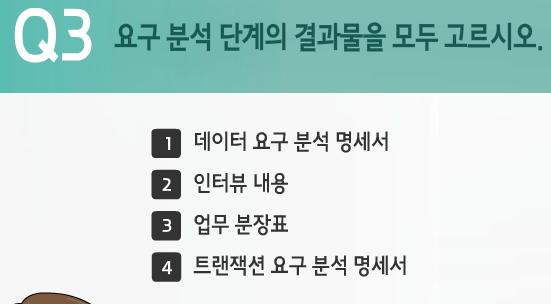 Q3 요구 분석 단계의 결과물을 모두 고르시오.
1 데이터 요구 분석 명세서
2 인터뷰 내용
3 업무 분장표
4 트랜잭션 요구 분석 명세서